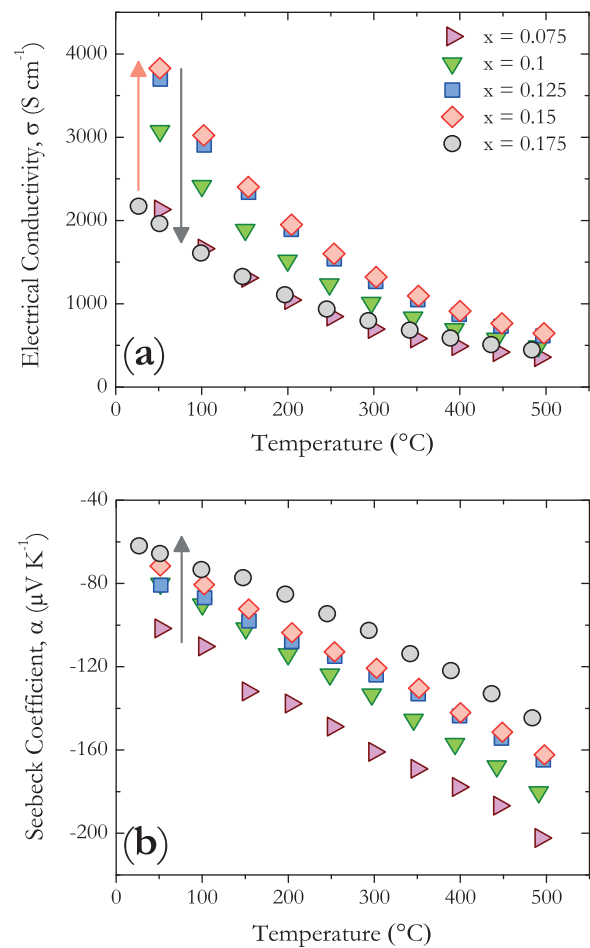 4000
3000
2000
1000
0
0
100
200
300
400
500
Electrical Conductivity, σ (S cm⁻¹)
Temperature (°C)
x = 0.075
x = 0.1
x = 0.125
x = 0.15
x = 0.175
(a)
-40
-80
-120
-160
-200
0
100
200
300
400
500
Seebeck Coefficient, α (µV K⁻¹)
Temperature (°C)
(b)